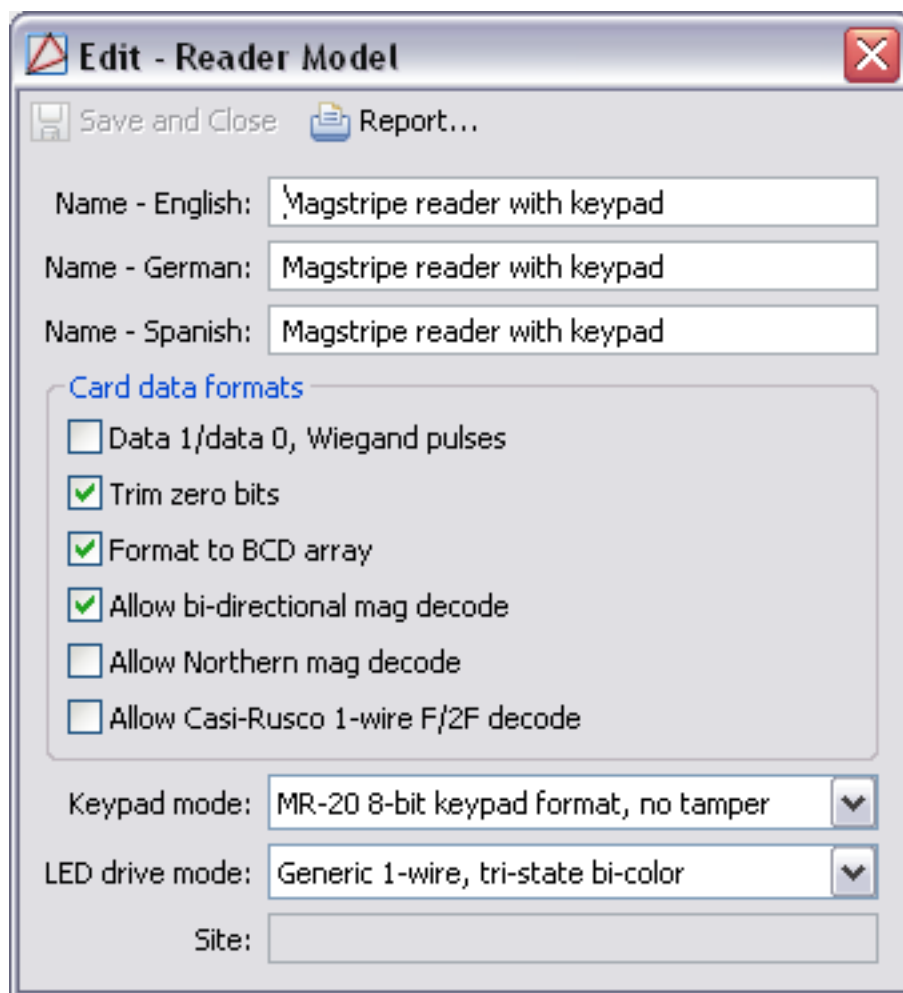 Edit - Reader Model
Save and Close Report...
Name - English: Magstripe reader with keypad
Name - German: Magstripe reader with keypad
Name - Spanish: Magstripe reader with keypad
Card data formats
Data 1/data 0, Wiegand pulses
Trim zero bits
Format to BCD array
Allow bi-directional mag decode
Allow Northern mag decode
Allow Casi-Rusco 1-wire F/2F decode
Keypad mode: MR-20 8-bit keypad format, no tamper
LED drive mode: Generic 1-wire, tri-state bi-color
Site: